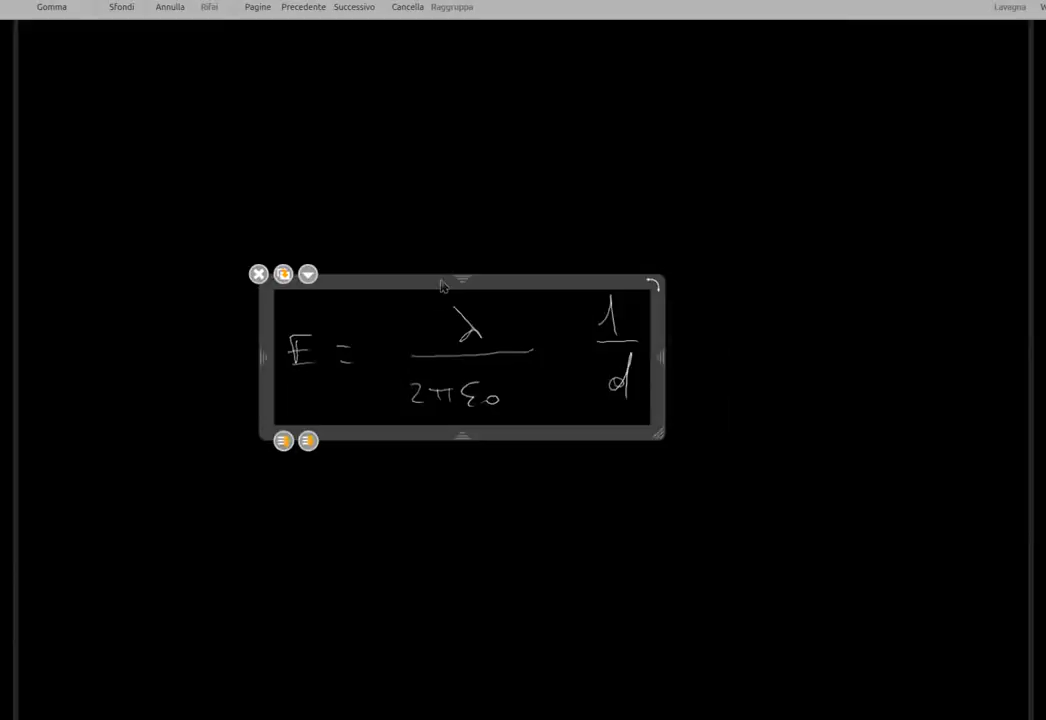 Gomma Sfondi Annulla Rifai Pagine Precedente Successivo Cancella Raggruppa Lavagna
E = λ / 2πε₀ 1 / d